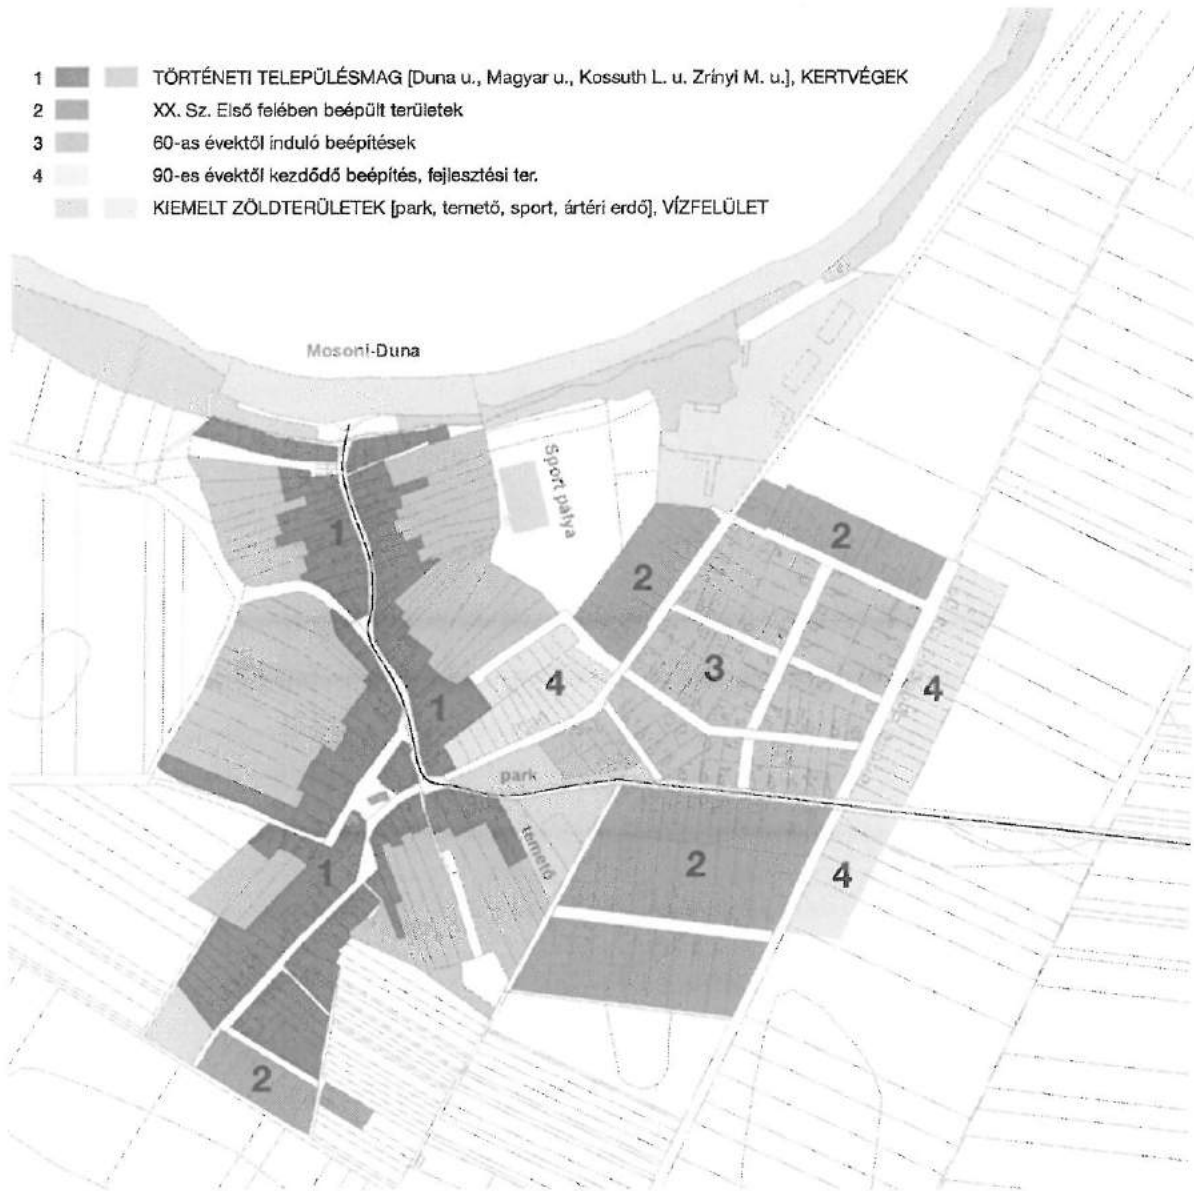 1 TÖRTÉNETI TELEPÜLÉSMAG [Duna u., Magyar u., Kossuth L. u. Zrínyi M. u.], KERTVÉGEK
2 XX. Sz. Első felében beépült területek
3 60-as évektől induló beépítések
4 90-es évektől kezdődő beépítés, fejlesztési ter.
KIEMELT ZÖLDTERÜLETEK [park, temető, sport, ártéri erdő], VÍZFELÜLET
Mosoni-Duna
Sport pálya
1
2
2
3
4
4
1
park
temető
1
2
4
2